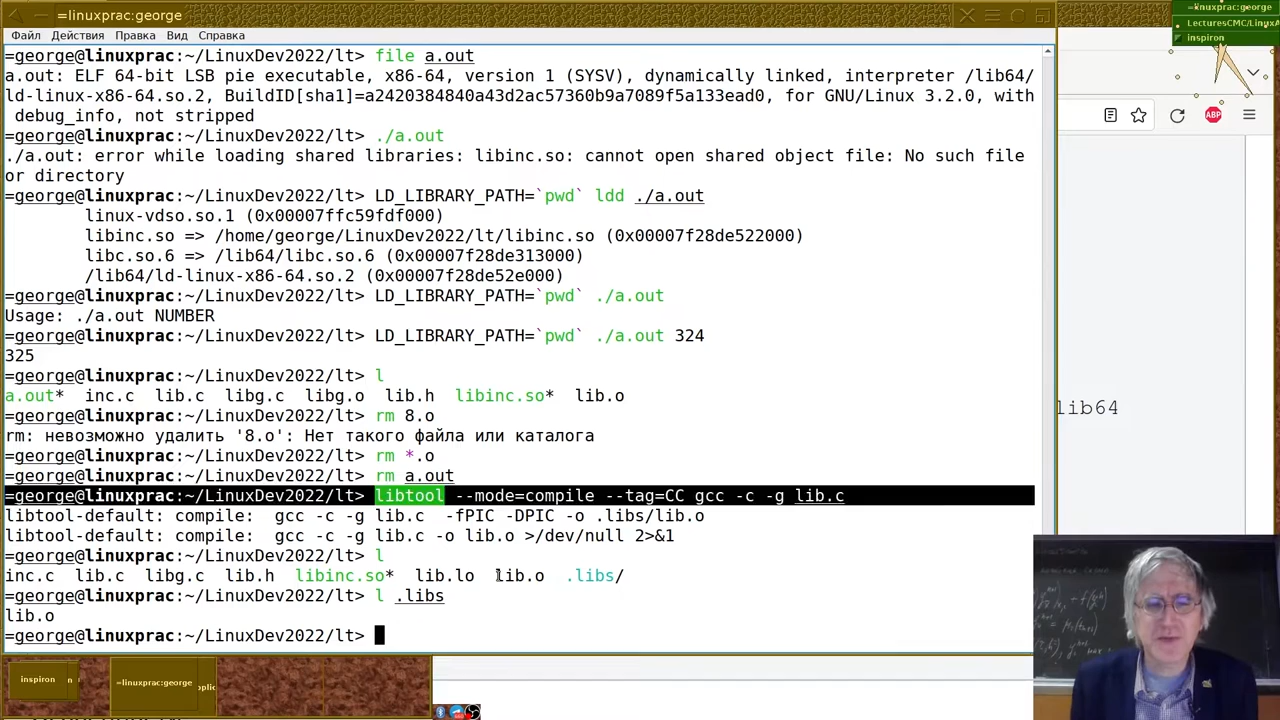 =linuxprac:george
Файл Действия Правка Вид Справка
=george@linuxprac:~/LinuxDev2022/lt> file a.out
a.out: ELF 64-bit LSB pie executable, x86-64, version 1 (SYSV), dynamically linked, interpreter /lib64/
ld-linux-x86-64.so.2, BuildID[sha1]=a2420384840a43d2ac57360b9a7089f5a133ead0, for GNU/Linux 3.2.0, with
debug_info, not stripped
=george@linuxprac:~/LinuxDev2022/lt> ./a.out
./a.out: error while loading shared libraries: libinc.so: cannot open shared object file: No such file
or directory
=george@linuxprac:~/LinuxDev2022/lt> LD_LIBRARY_PATH=`pwd` ldd ./a.out
linux-vdso.so.1 (0x00007ffc59fdf000)
libinc.so => /home/george/LinuxDev2022/lt/libinc.so (0x00007f28de522000)
libc.so.6 => /lib64/libc.so.6 (0x00007f28de313000)
/lib64/ld-linux-x86-64.so.2 (0x00007f28de52e000)
=george@linuxprac:~/LinuxDev2022/lt> LD_LIBRARY_PATH=`pwd` ./a.out
Usage: ./a.out NUMBER
=george@linuxprac:~/LinuxDev2022/lt> LD_LIBRARY_PATH=`pwd` ./a.out 324
325
=george@linuxprac:~/LinuxDev2022/lt> l
a.out* inc.c lib.c libg.c libg.o lib.h libinc.so* lib.o
=george@linuxprac:~/LinuxDev2022/lt> rm 8.o
rm: невозможно удалить '8.o': Нет такого файла или каталога
=george@linuxprac:~/LinuxDev2022/lt> rm *.o
=george@linuxprac:~/LinuxDev2022/lt> rm a.out
=george@linuxprac:~/LinuxDev2022/lt> libtool --mode=compile --tag=CC gcc -c -g lib.c
libtool-default: compile: gcc -c -g lib.c -fPIC -DPIC -o .libs/lib.o
libtool-default: compile: gcc -c -g lib.c -o lib.o >/dev/null 2>&1
=george@linuxprac:~/LinuxDev2022/lt> l
inc.c lib.c libg.c lib.h libinc.so* lib.lo lib.o .libs/
=george@linuxprac:~/LinuxDev2022/lt> l .libs
lib.o
=george@linuxprac:~/LinuxDev2022/lt>
=linuxprac:george
LecturesCMC/LinuxA
inspiron
ABP
lib64
inspiron
=linuxprac:george